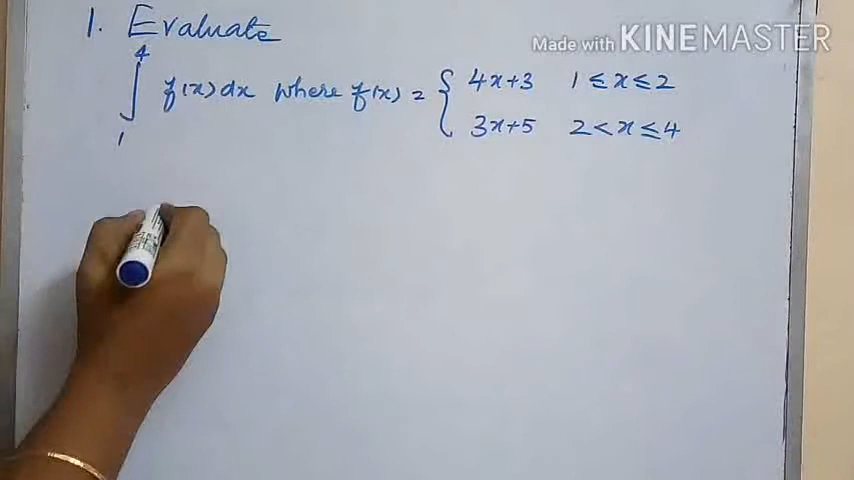 1. Evaluate
Made with KINEMASTER
4
∫ f(x) dx where f(x) = { 4x+3 1 ≤ x ≤ 2
1
3x+5 2 < x ≤ 4